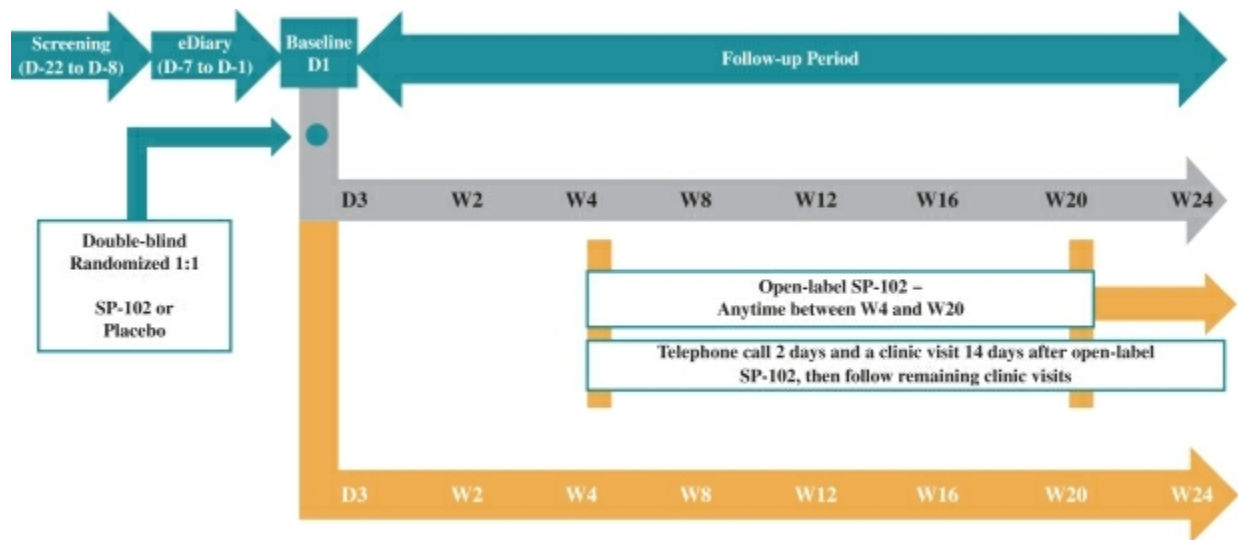 Screening
(D-22 to D-8)
eDiary
(D-7 to D-1)
Baseline
D1
Follow-up Period
D3 W2 W4 W8 W12 W16 W20 W24
Double-blind
Randomized 1:1
SP-102 or
Placebo
Open-label SP-102 –
Anytime between W4 and W20
Telephone call 2 days and a clinic visit 14 days after open-label
SP-102, then follow remaining clinic visits
D3 W2 W4 W8 W12 W16 W20 W24